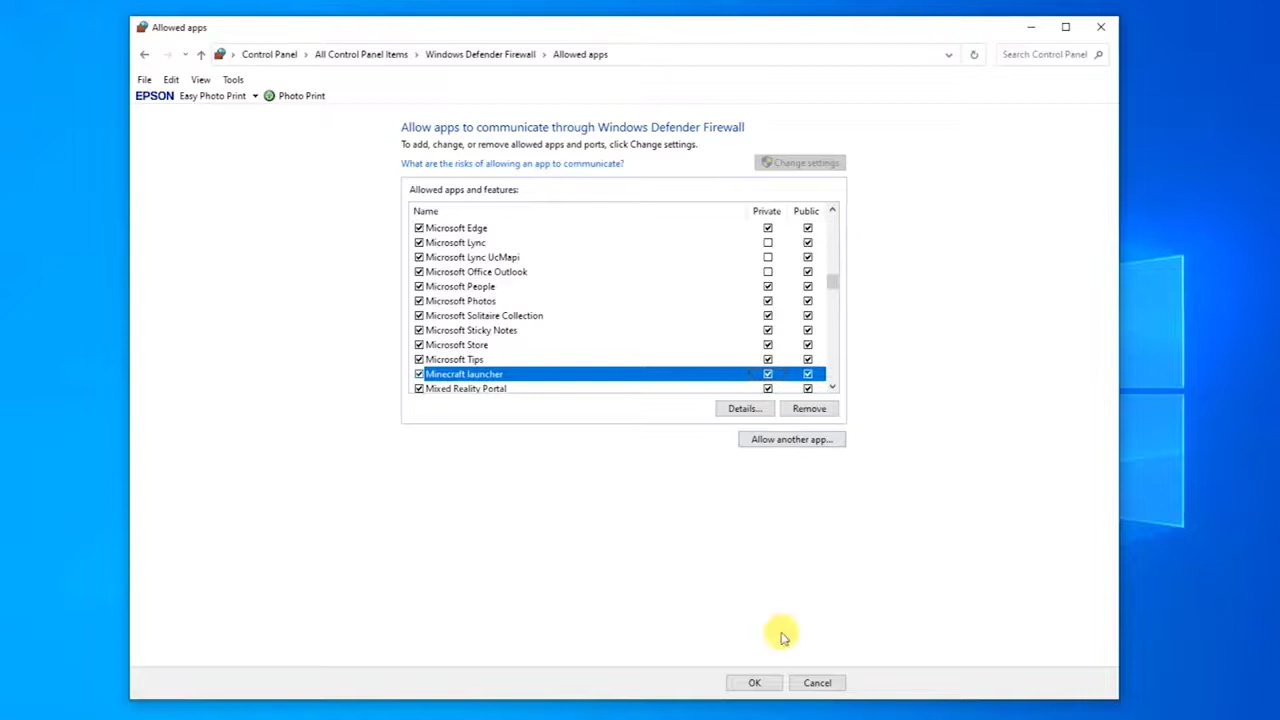 Allowed apps
Control Panel > All Control Panel Items > Windows Defender Firewall > Allowed apps
Search Control Panel
File Edit View Tools
EPSON Easy Photo Print Photo Print
Allow apps to communicate through Windows Defender Firewall
To add, change, or remove allowed apps and ports, click Change settings.
What are the risks of allowing an app to communicate?
Change settings
Allowed apps and features:
Name Private Public
Microsoft Edge
Microsoft Lync
Microsoft Lync UcMapi
Microsoft Office Outlook
Microsoft People
Microsoft Photos
Microsoft Solitaire Collection
Microsoft Sticky Notes
Microsoft Store
Microsoft Tips
Minecraft launcher
Mixed Reality Portal
Details... Remove
Allow another app...
OK Cancel